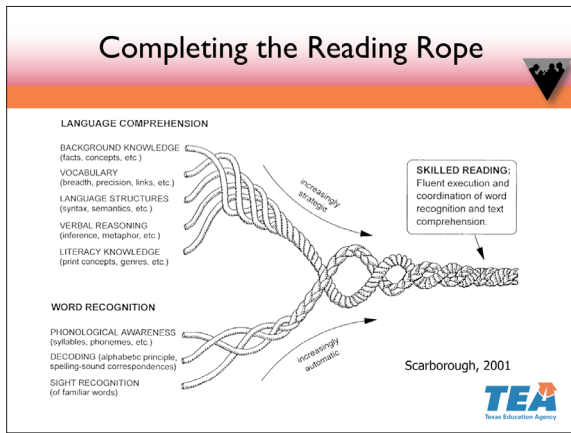 Completing the Reading Rope
LANGUAGE COMPREHENSION
BACKGROUND KNOWLEDGE
(facts, concepts, etc.)
VOCABULARY
(breadth, precision, links, etc.)
LANGUAGE STRUCTURES
(syntax, semantics, etc.)
VERBAL REASONING
(inference, metaphor, etc.)
LITERACY KNOWLEDGE
(print concepts, genres, etc.)
increasingly
strategic
SKILLED READING:
Fluent execution and
coordination of word
recognition and text
comprehension.
WORD RECOGNITION
PHONOLOGICAL AWARENESS
(syllables, phonemes, etc.)
DECODING (alphabetic principle,
spelling-sound correspondences)
SIGHT RECOGNITION
(of familiar words)
increasingly
automatic
Scarborough, 2001
TEA
Texas Education Agency